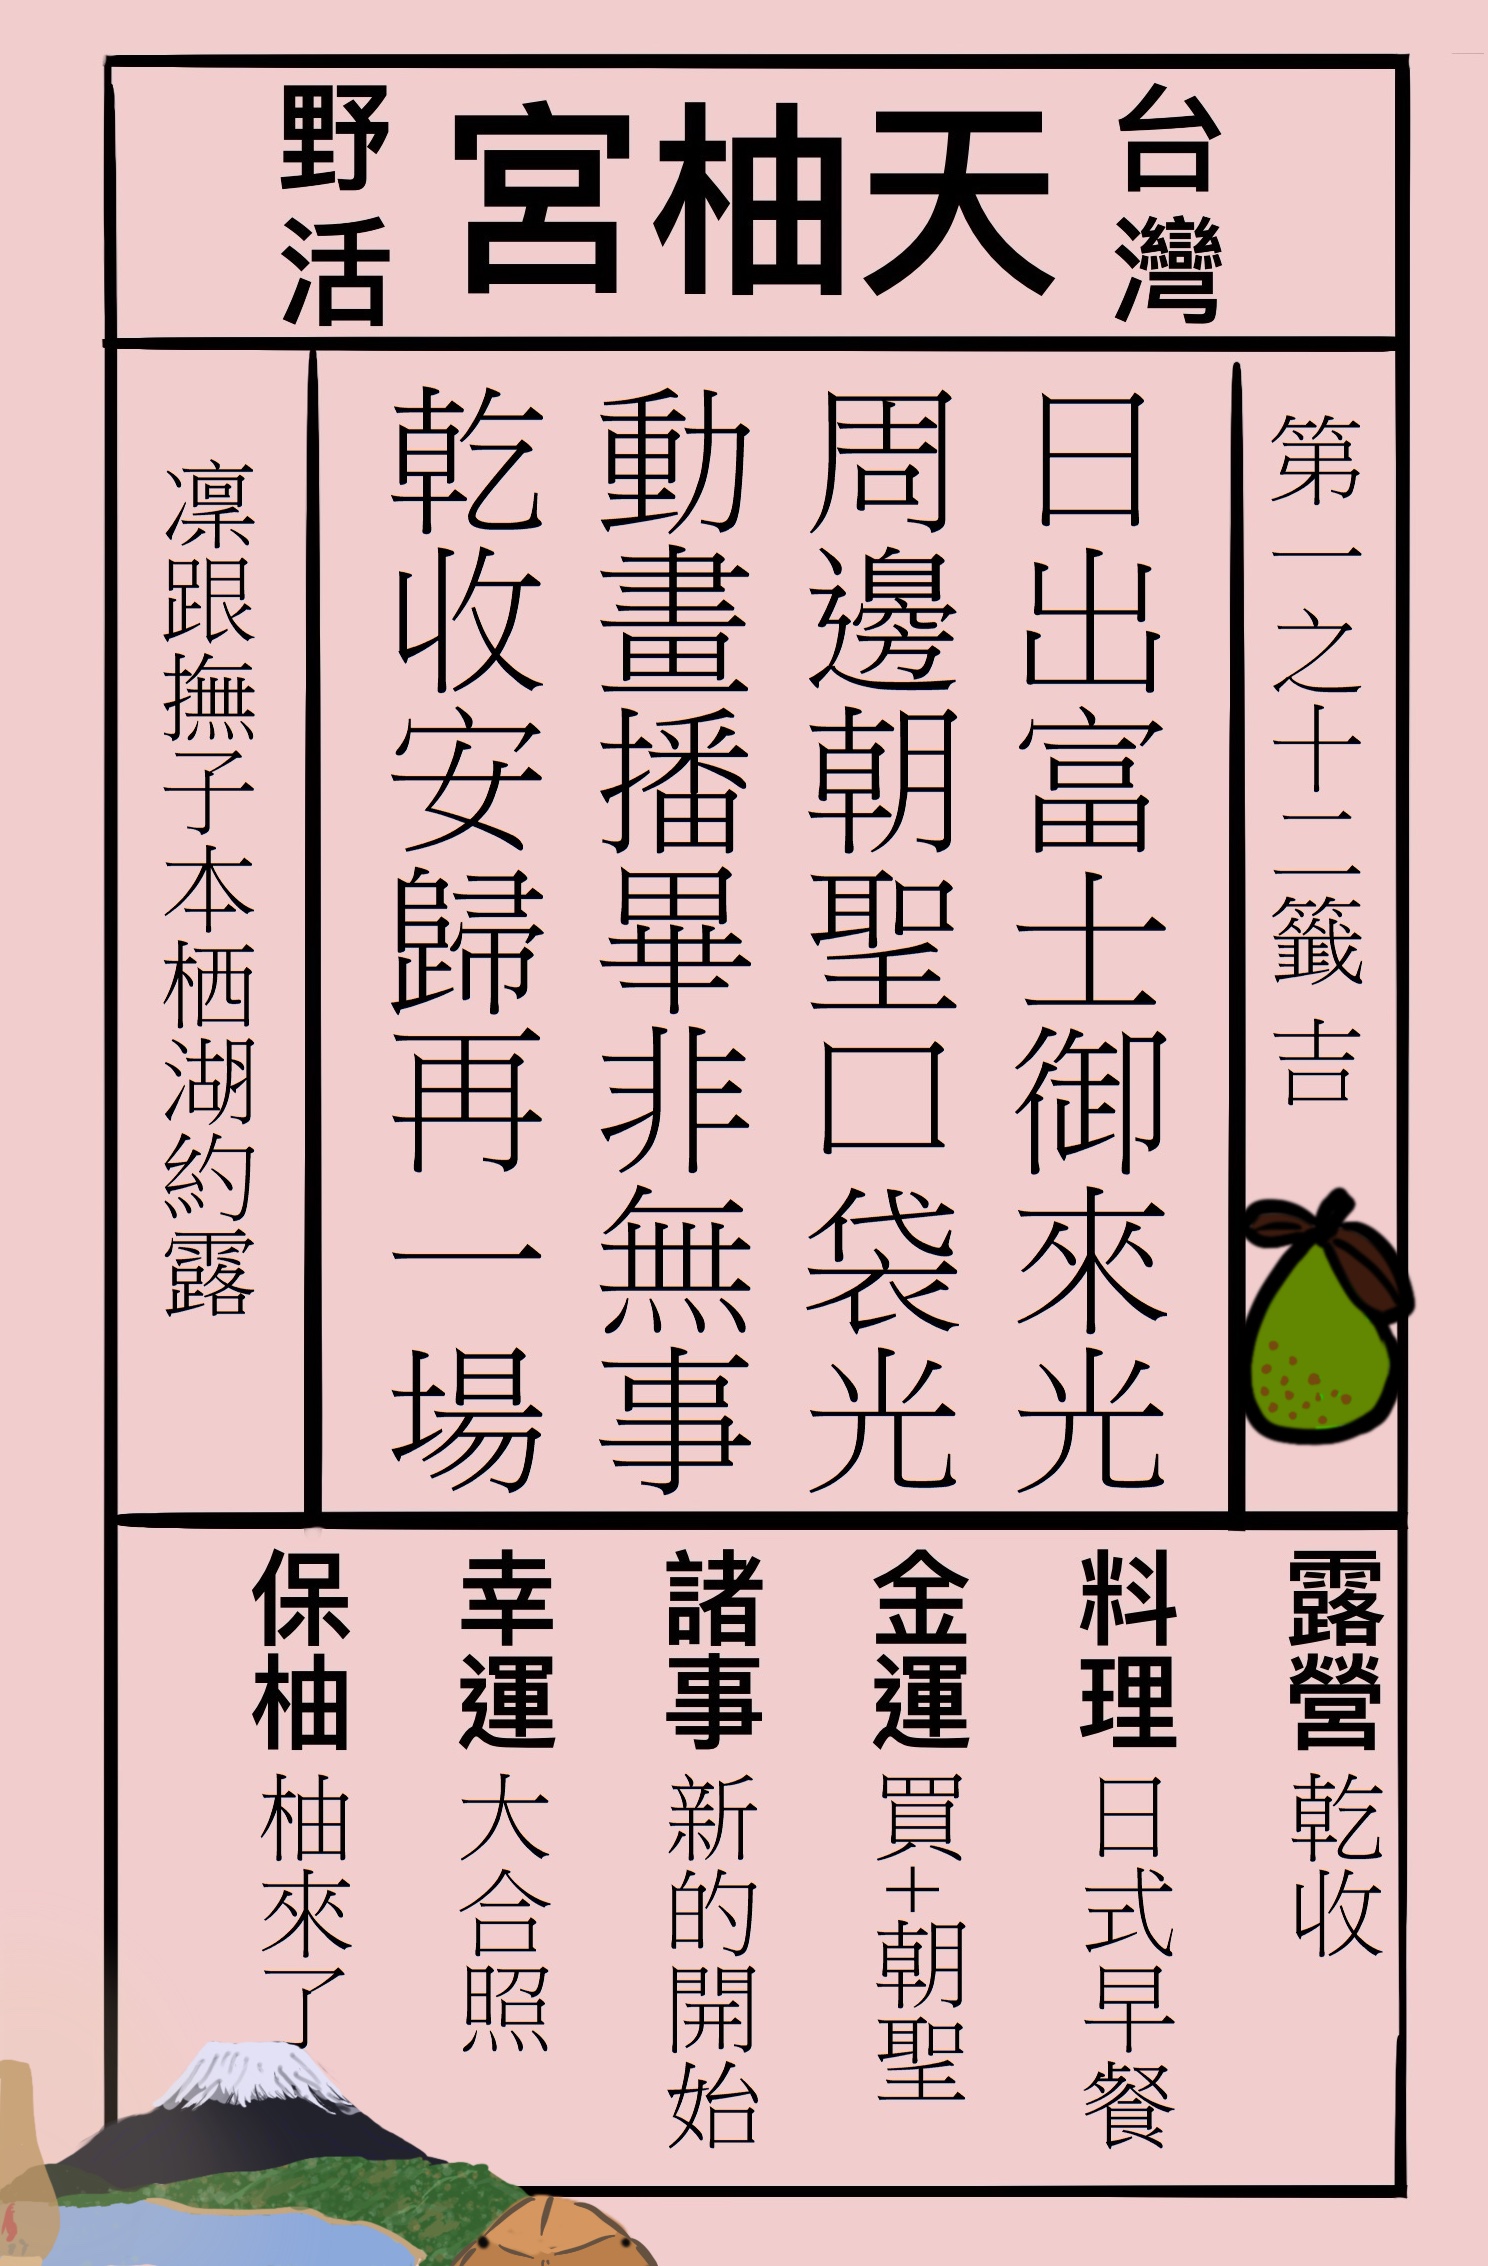 台灣
天柚宮
野活
第一之十二籤 吉
日出富士御來光
周邊朝聖口袋光
動畫播畢非無事
乾收安歸再一場
凜跟撫子本栖湖約露
露營 乾收
料理 日式早餐
金運 買+朝聖
諸事 新的開始
幸運 大合照
保柚 柚來了